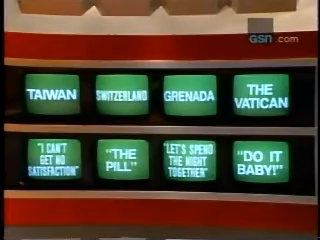 GSN.com
TAIWAN
SWITZERLAND
GRENADA
THE
VATICAN
"I CAN'T
GET NO
SATISFACTION"
"THE
PILL"
"LET'S SPEND
THE NIGHT
TOGETHER"
"DO IT
BABY!"